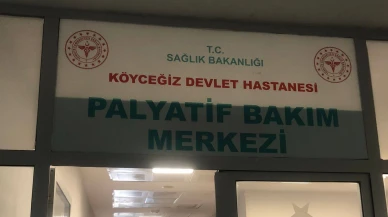 T.C.
SAĞLIK BAKANLIĞI
KÖYCEĞİZ DEVLET HASTANESİ
PALYATİF BAKIM
MERKEZİ